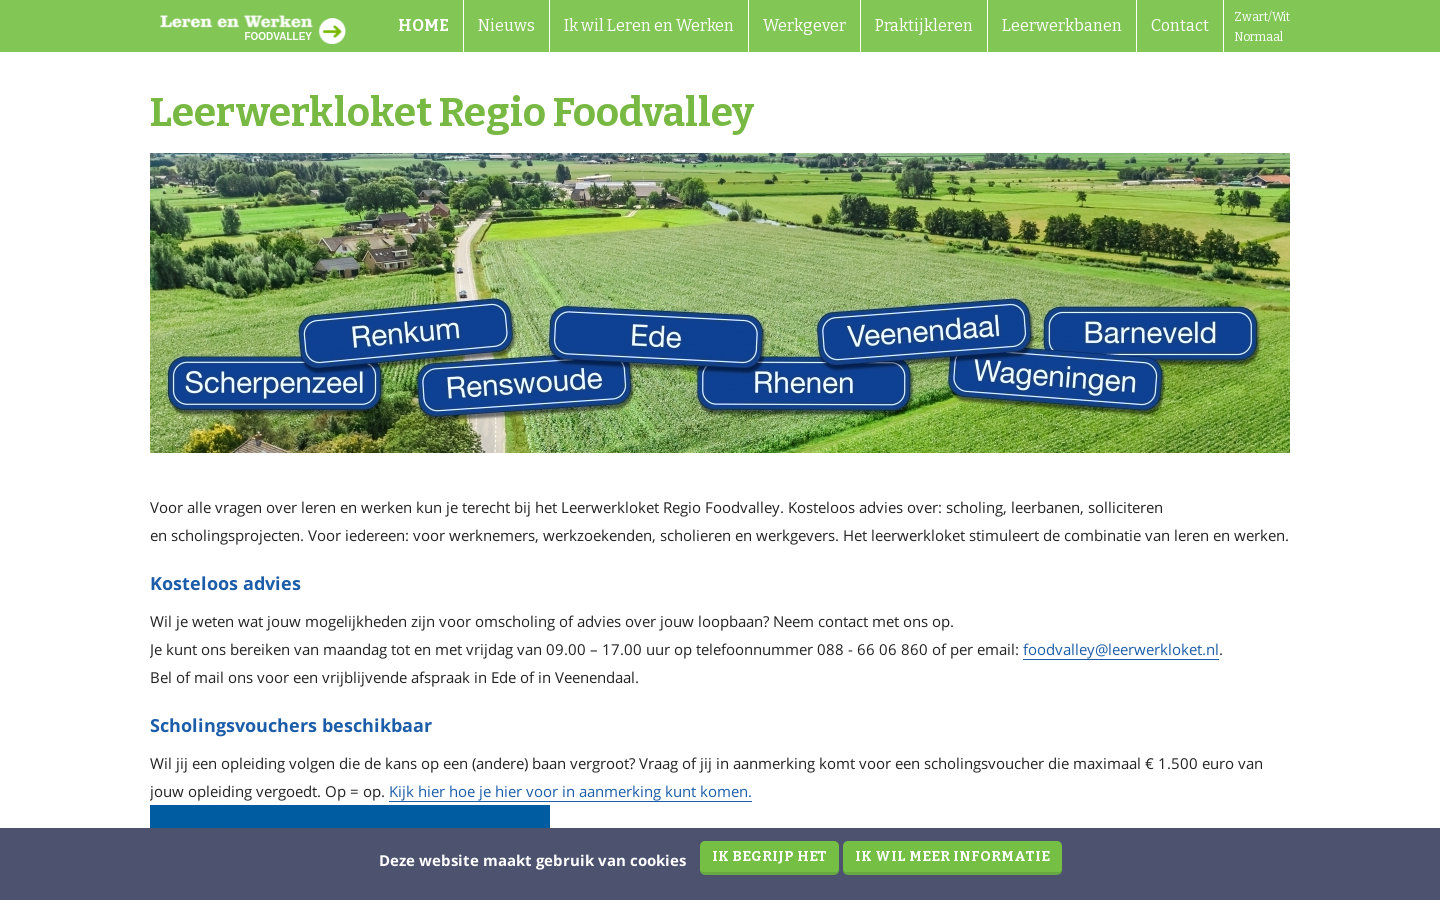 Leren en Werken
FOODVALLEY
HOME
Nieuws
Ik wil Leren en Werken
Werkgever
Praktijkleren
Leerwerkbanen
Contact
Zwart/Wit
Normaal
Leerwerkloket Regio Foodvalley
Renkum
Ede
Veenendaal
Barneveld
Scherpenzeel
Renswoude
Rhenen
Wageningen
Voor alle vragen over leren en werken kun je terecht bij het Leerwerkloket Regio Foodvalley. Kosteloos advies over: scholing, leerbanen, solliciteren
en scholingsprojecten. Voor iedereen: voor werknemers, werkzoekenden, scholieren en werkgevers. Het leerwerkloket stimuleert de combinatie van leren en werken.
Kosteloos advies
Wil je weten wat jouw mogelijkheden zijn voor omscholing of advies over jouw loopbaan? Neem contact met ons op.
Je kunt ons bereiken van maandag tot en met vrijdag van 09.00 – 17.00 uur op telefoonnummer 088 - 66 06 860 of per email: foodvalley@leerwerkloket.nl.
Bel of mail ons voor een vrijblijvende afspraak in Ede of in Veenendaal.
Scholingsvouchers beschikbaar
Wil jij een opleiding volgen die de kans op een (andere) baan vergroot? Vraag of jij in aanmerking komt voor een scholingsvoucher die maximaal € 1.500 euro van
jouw opleiding vergoedt. Op = op. Kijk hier hoe je hier voor in aanmerking kunt komen.
Deze website maakt gebruik van cookies
IK BEGRIJP HET
IK WIL MEER INFORMATIE